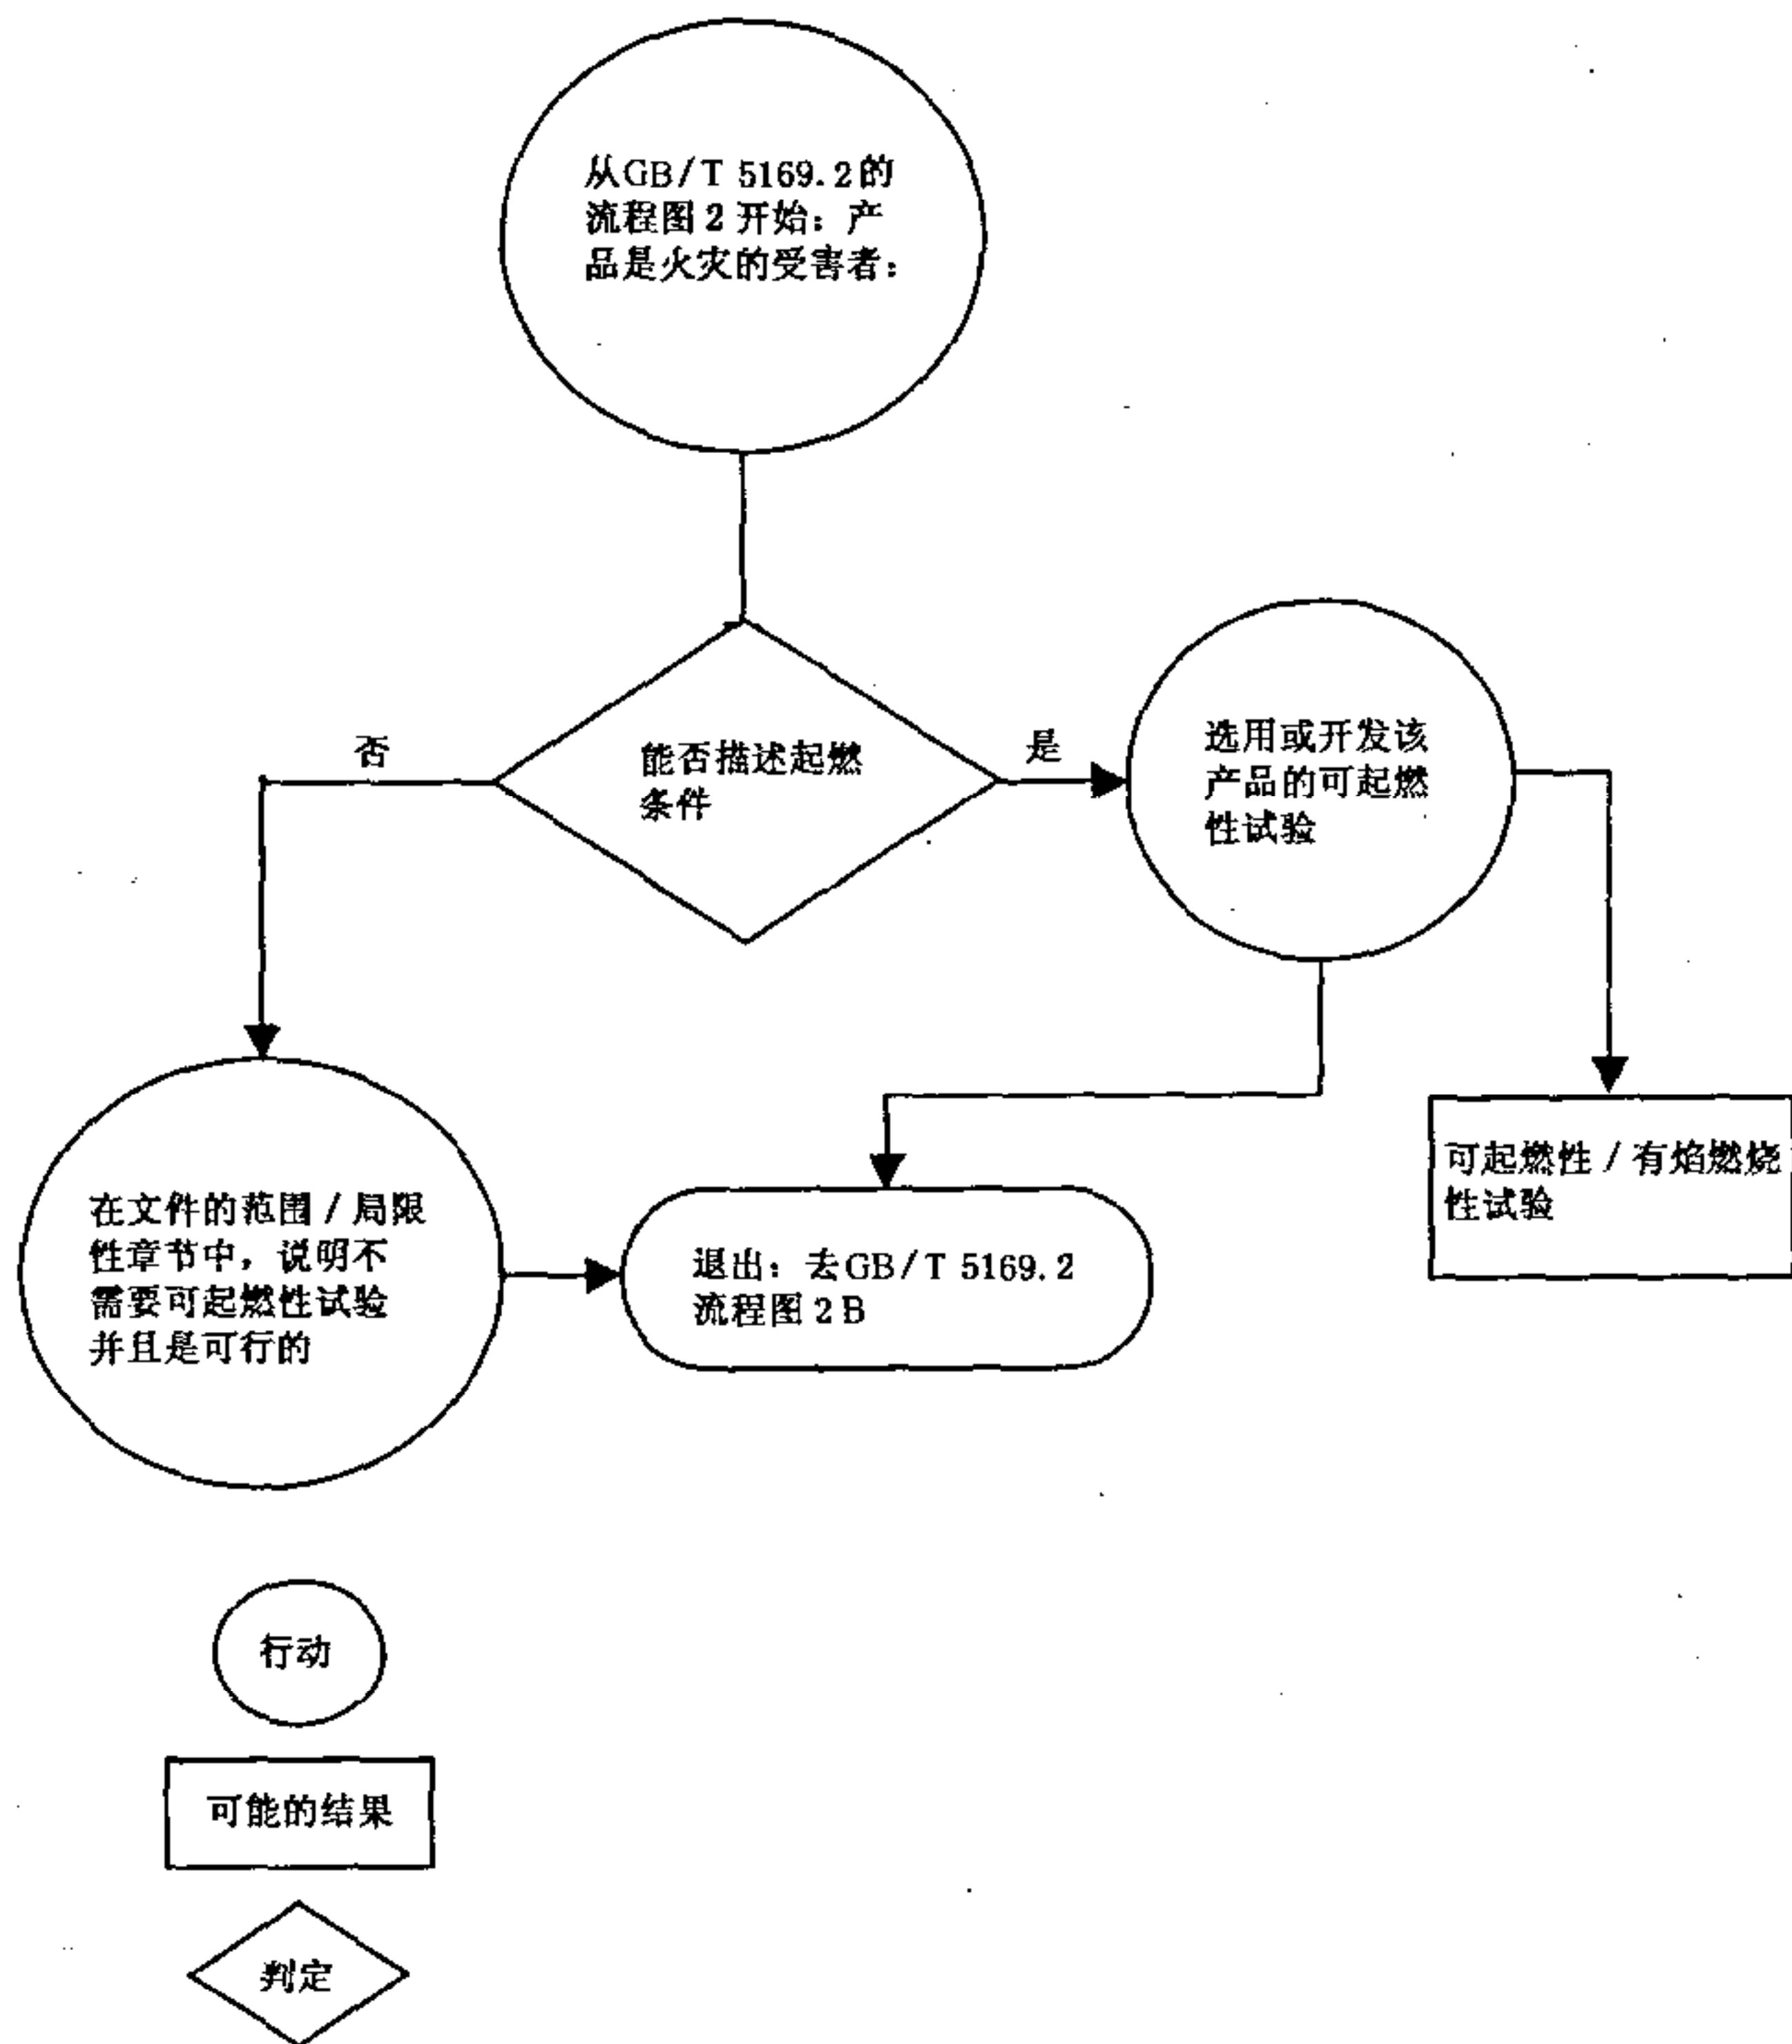 从GB/T 5169.2的
流程图2开始：产
品是火灾的受害者：
否
能否描述起燃
条件
是
选用或开发该
产品的可起燃
性试验
在文件的范围/局限
性章节中，说明不
需要可起燃性试验
并且是可行的
退出：去GB/T 5169.2
流程图2B
可起燃性/有焰燃烧
性试验
行动
可能的结果
判定